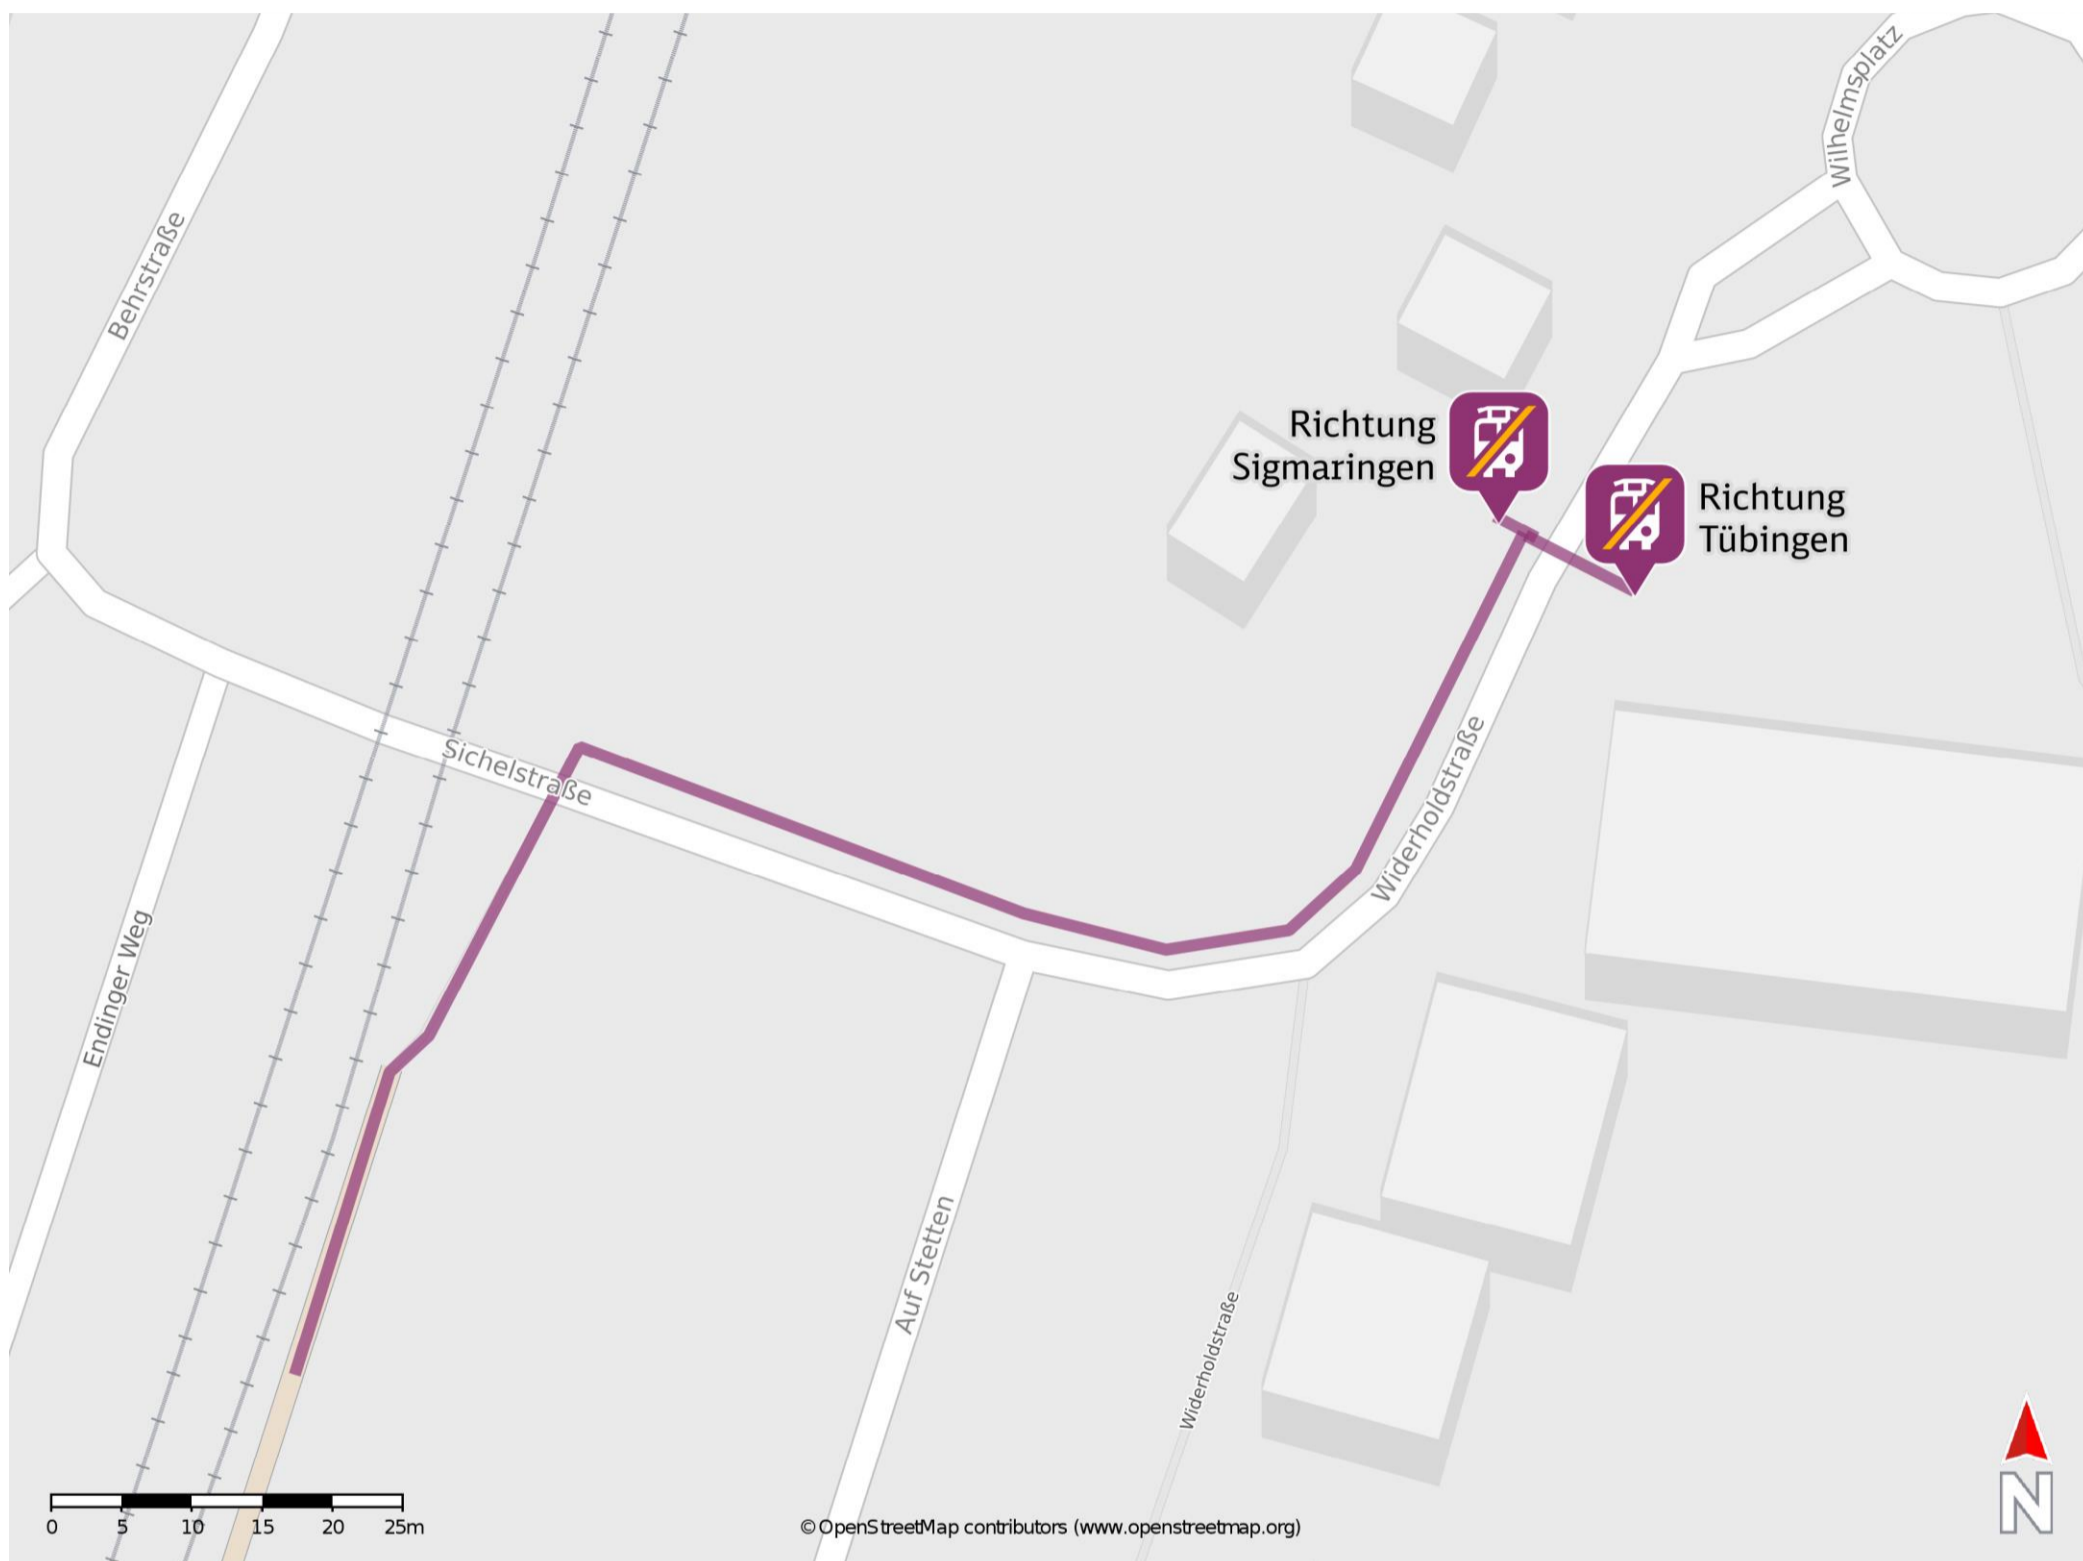 Wilhelmsplatz
Behrstraße
Richtung
Sigmaringen
Richtung
Tübingen
Sichelstraße
Widerholdstraße
Endinger Weg
Auf Stetten
Widerholdstraße
0 5 10 15 20 25m
© OpenStreetMap contributors (www.openstreetmap.org)
N